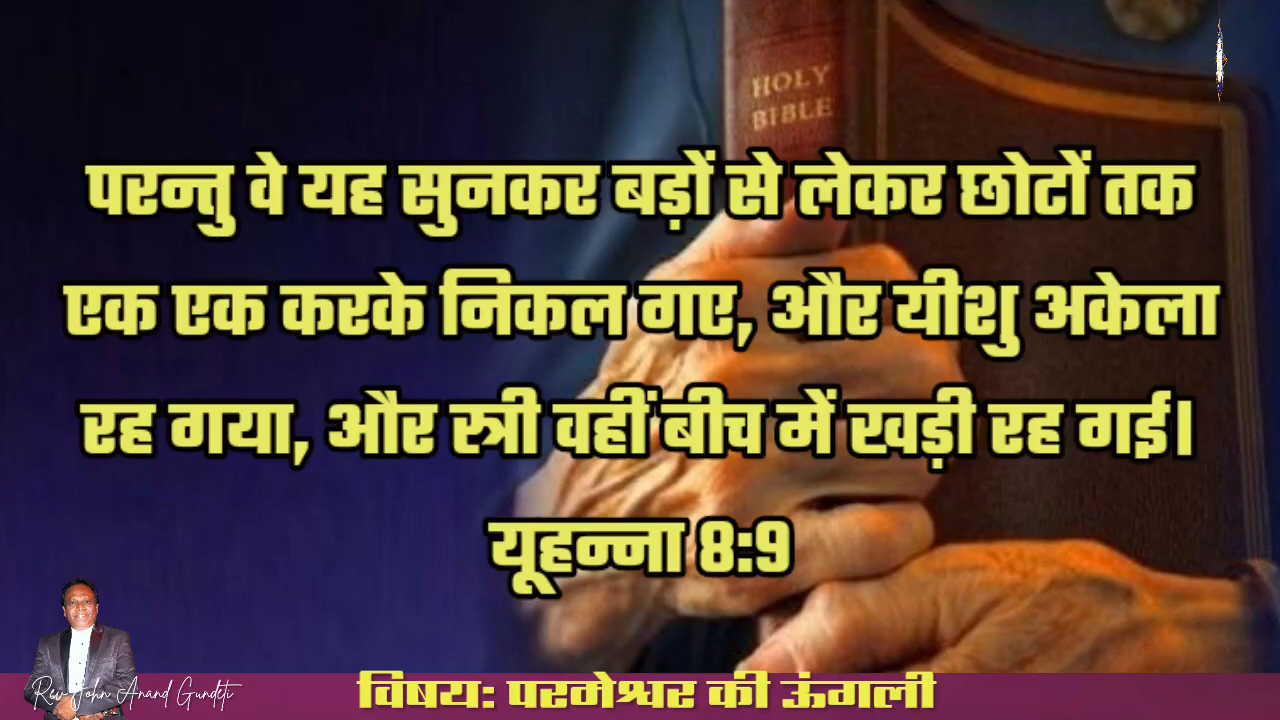 HOLY
BIBLE
परन्तु वे यह सुनकर बड़ों से लेकर छोटों तक
एक एक करके निकल गए, और यीशु अकेला
रह गया, और स्त्री वहीं बीच में खड़ी रह गई।
यूहन्ना 8:9
Rev John Anand Gundeti
विषय: परमेश्वर की ऊंगली